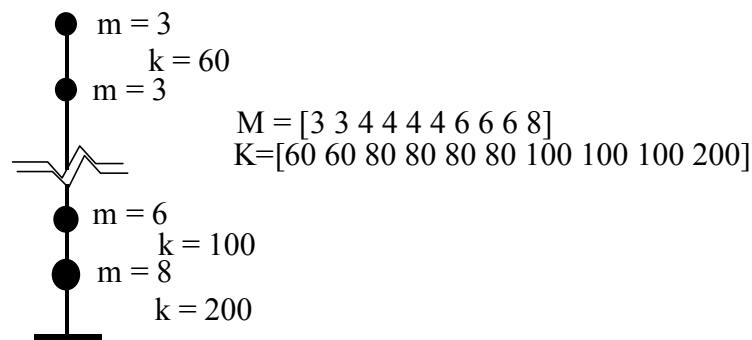 m = 3
k = 60
m = 3
M = [3 3 4 4 4 4 6 6 6 8]
K=[60 60 80 80 80 80 100 100 100 200]
m = 6
k = 100
m = 8
k = 200